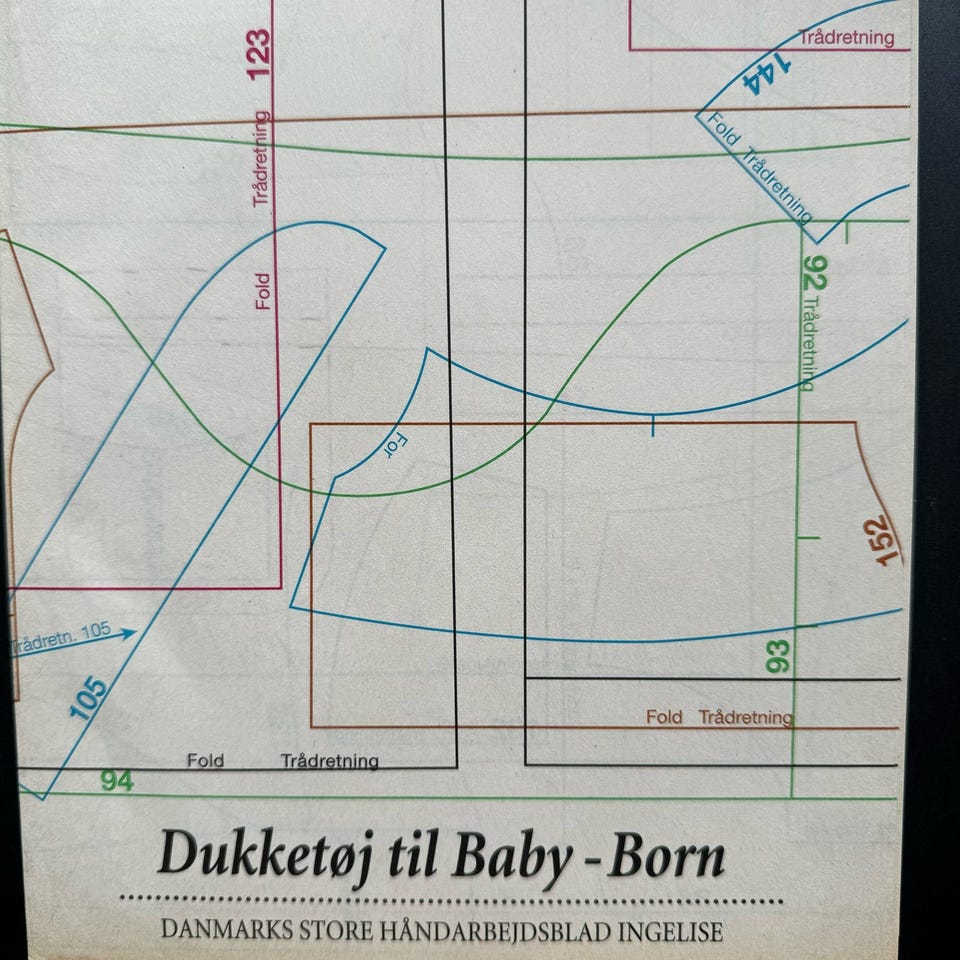 123
Trådretning
Fold
Trådretning
144
Fold Trådretning
92
Trådretning
For
152
Trådretn. 105
105
93
Fold Trådretning
Fold Trådretning
94
Dukketøj til Baby - Born
DANMARKS STORE HÅNDARBEJDSBLAD INGELISE